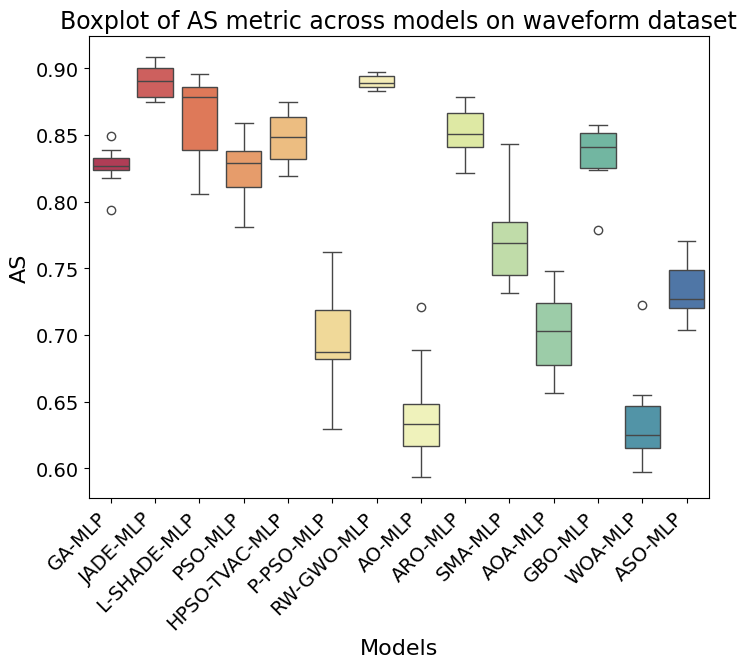 Boxplot of AS metric across models on waveform dataset
AS
0.90
0.85
0.80
0.75
0.70
0.65
0.60
GA-MLP
JADE-MLP
L-SHADE-MLP
PSO-MLP
HPSO-TVAC-MLP
P-PSO-MLP
RW-GWO-MLP
AO-MLP
ARO-MLP
SMA-MLP
AOA-MLP
GBO-MLP
WOA-MLP
ASO-MLP
Models